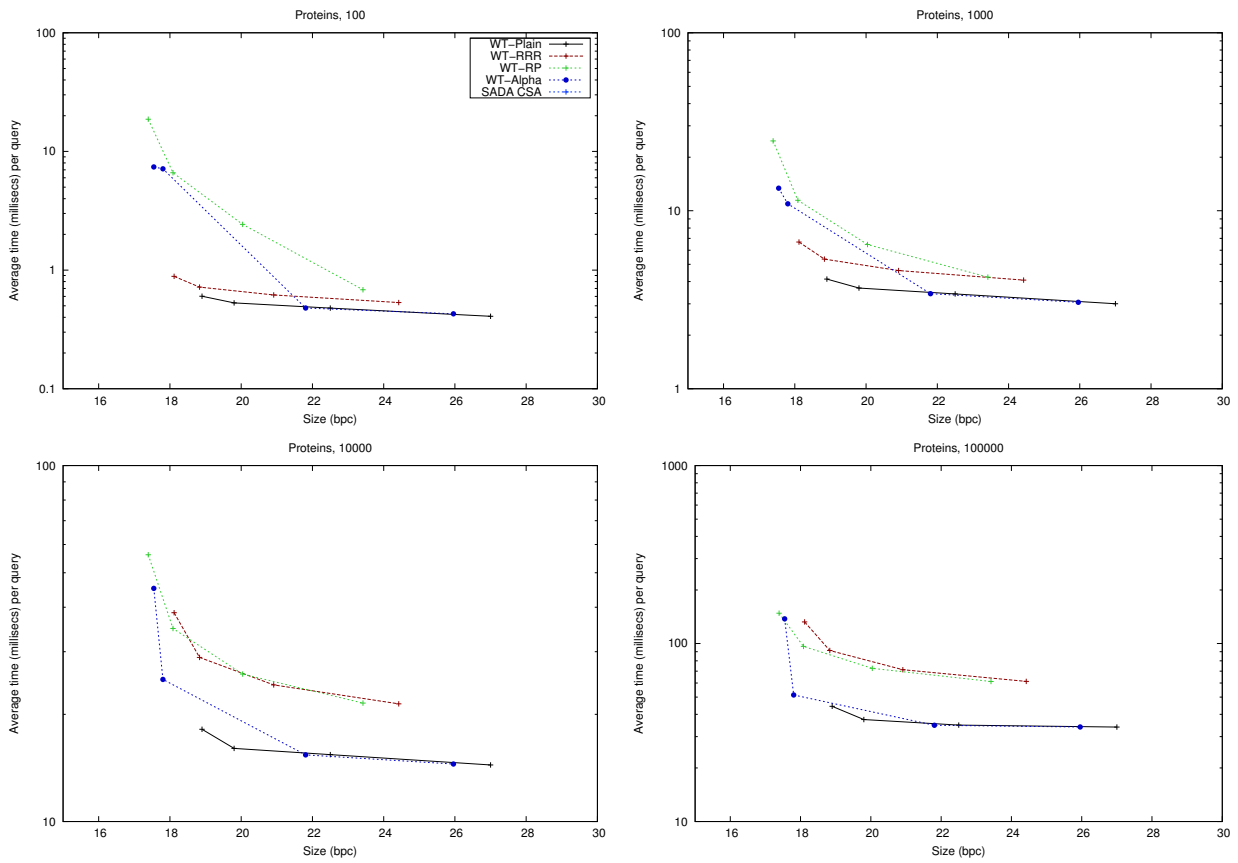 Proteins, 100
100
10
1
0.1
16 18 20 22 24 26 28 30
Size (bpc)
Average time (millisecs) per query
WT-Plain
WT-RRR
WT-RP
WT-Alpha
SADA CSA
Proteins, 1000
100
10
1
16 18 20 22 24 26 28 30
Size (bpc)
Average time (millisecs) per query
Proteins, 10000
100
10
16 18 20 22 24 26 28 30
Size (bpc)
Average time (millisecs) per query
Proteins, 100000
1000
100
10
16 18 20 22 24 26 28 30
Size (bpc)
Average time (millisecs) per query